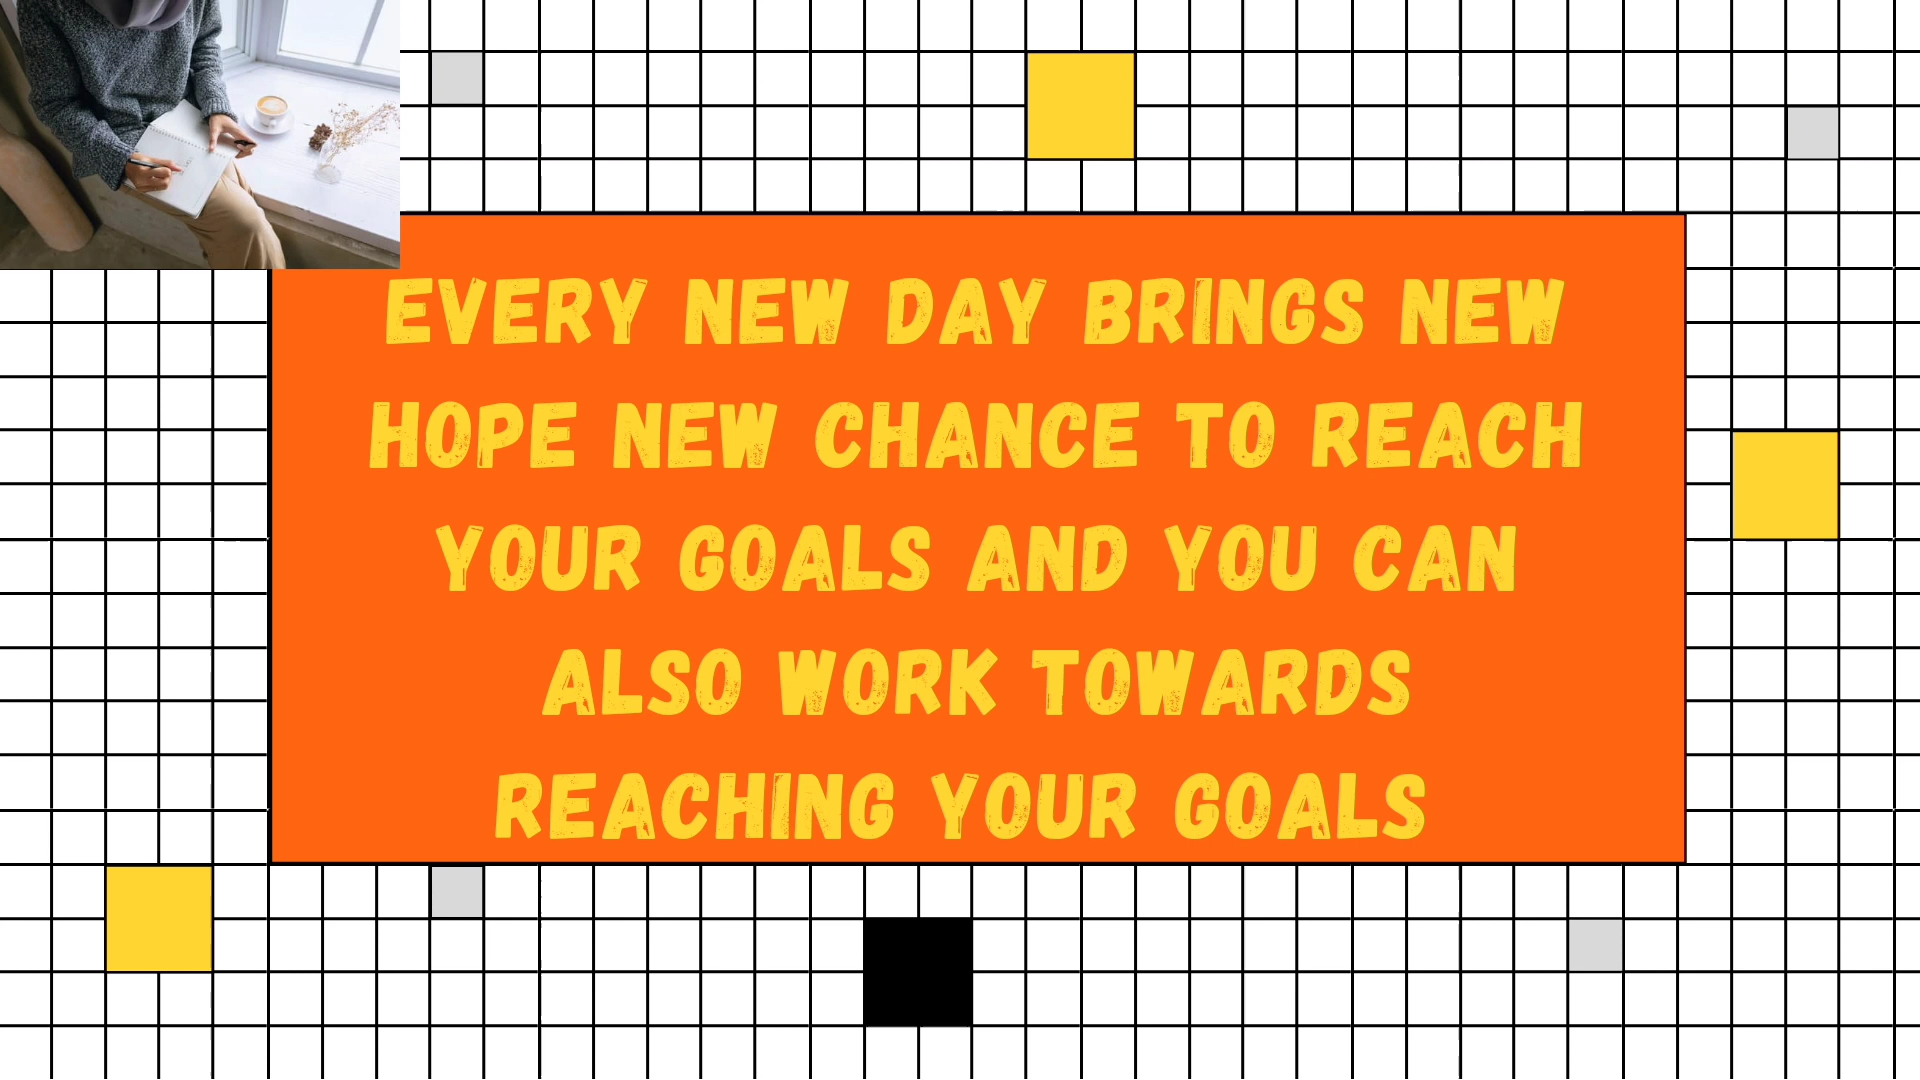 EVERY NEW DAY BRINGS NEW
HOPE NEW CHANCE TO REACH
YOUR GOALS AND YOU CAN
ALSO WORK TOWARDS
REACHING YOUR GOALS